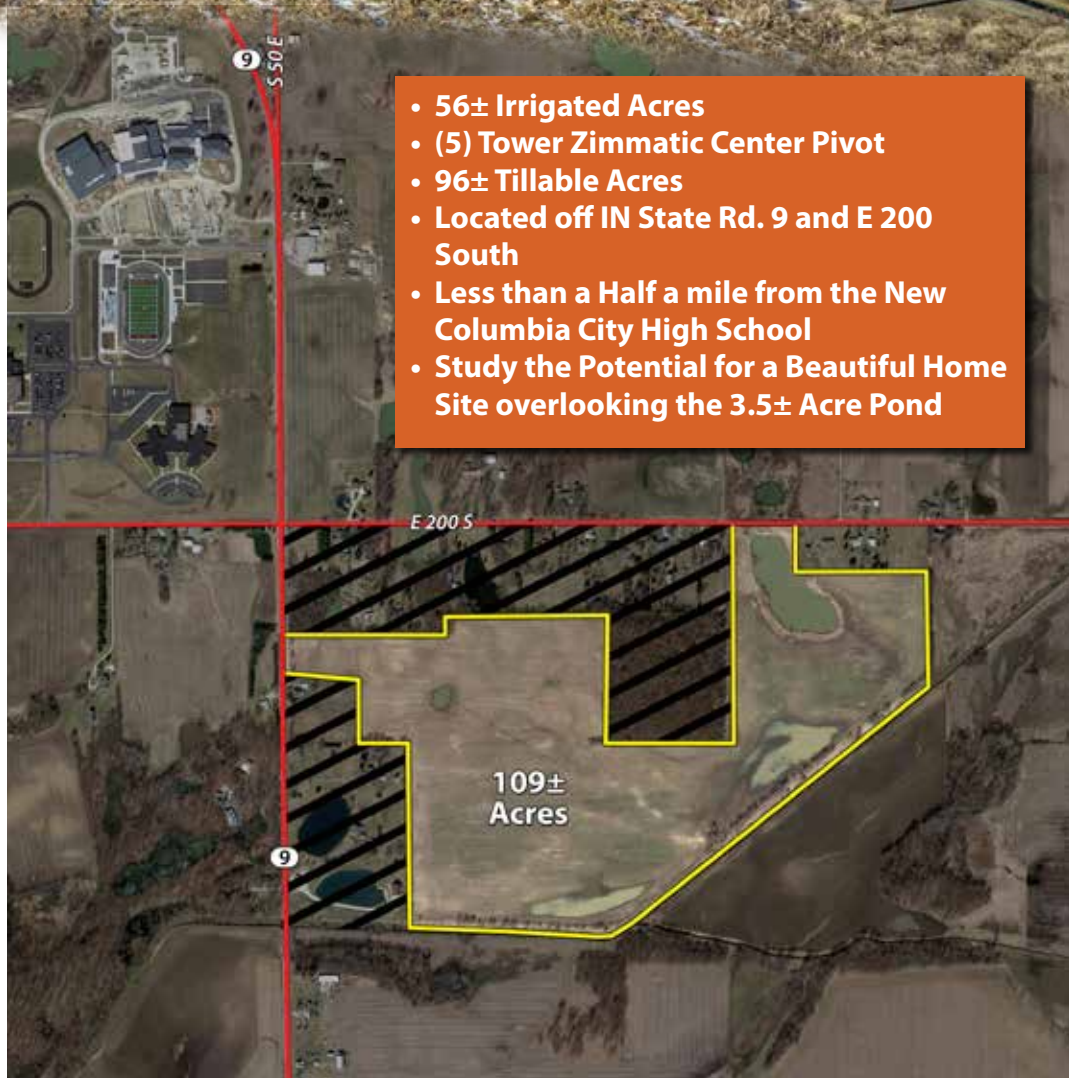 9
S 50 E
• 56± Irrigated Acres
• (5) Tower Zimmatic Center Pivot
• 96± Tillable Acres
• Located off IN State Rd. 9 and E 200
South
• Less than a Half a mile from the New
Columbia City High School
• Study the Potential for a Beautiful Home
Site overlooking the 3.5± Acre Pond
E 200 S
109±
Acres
9